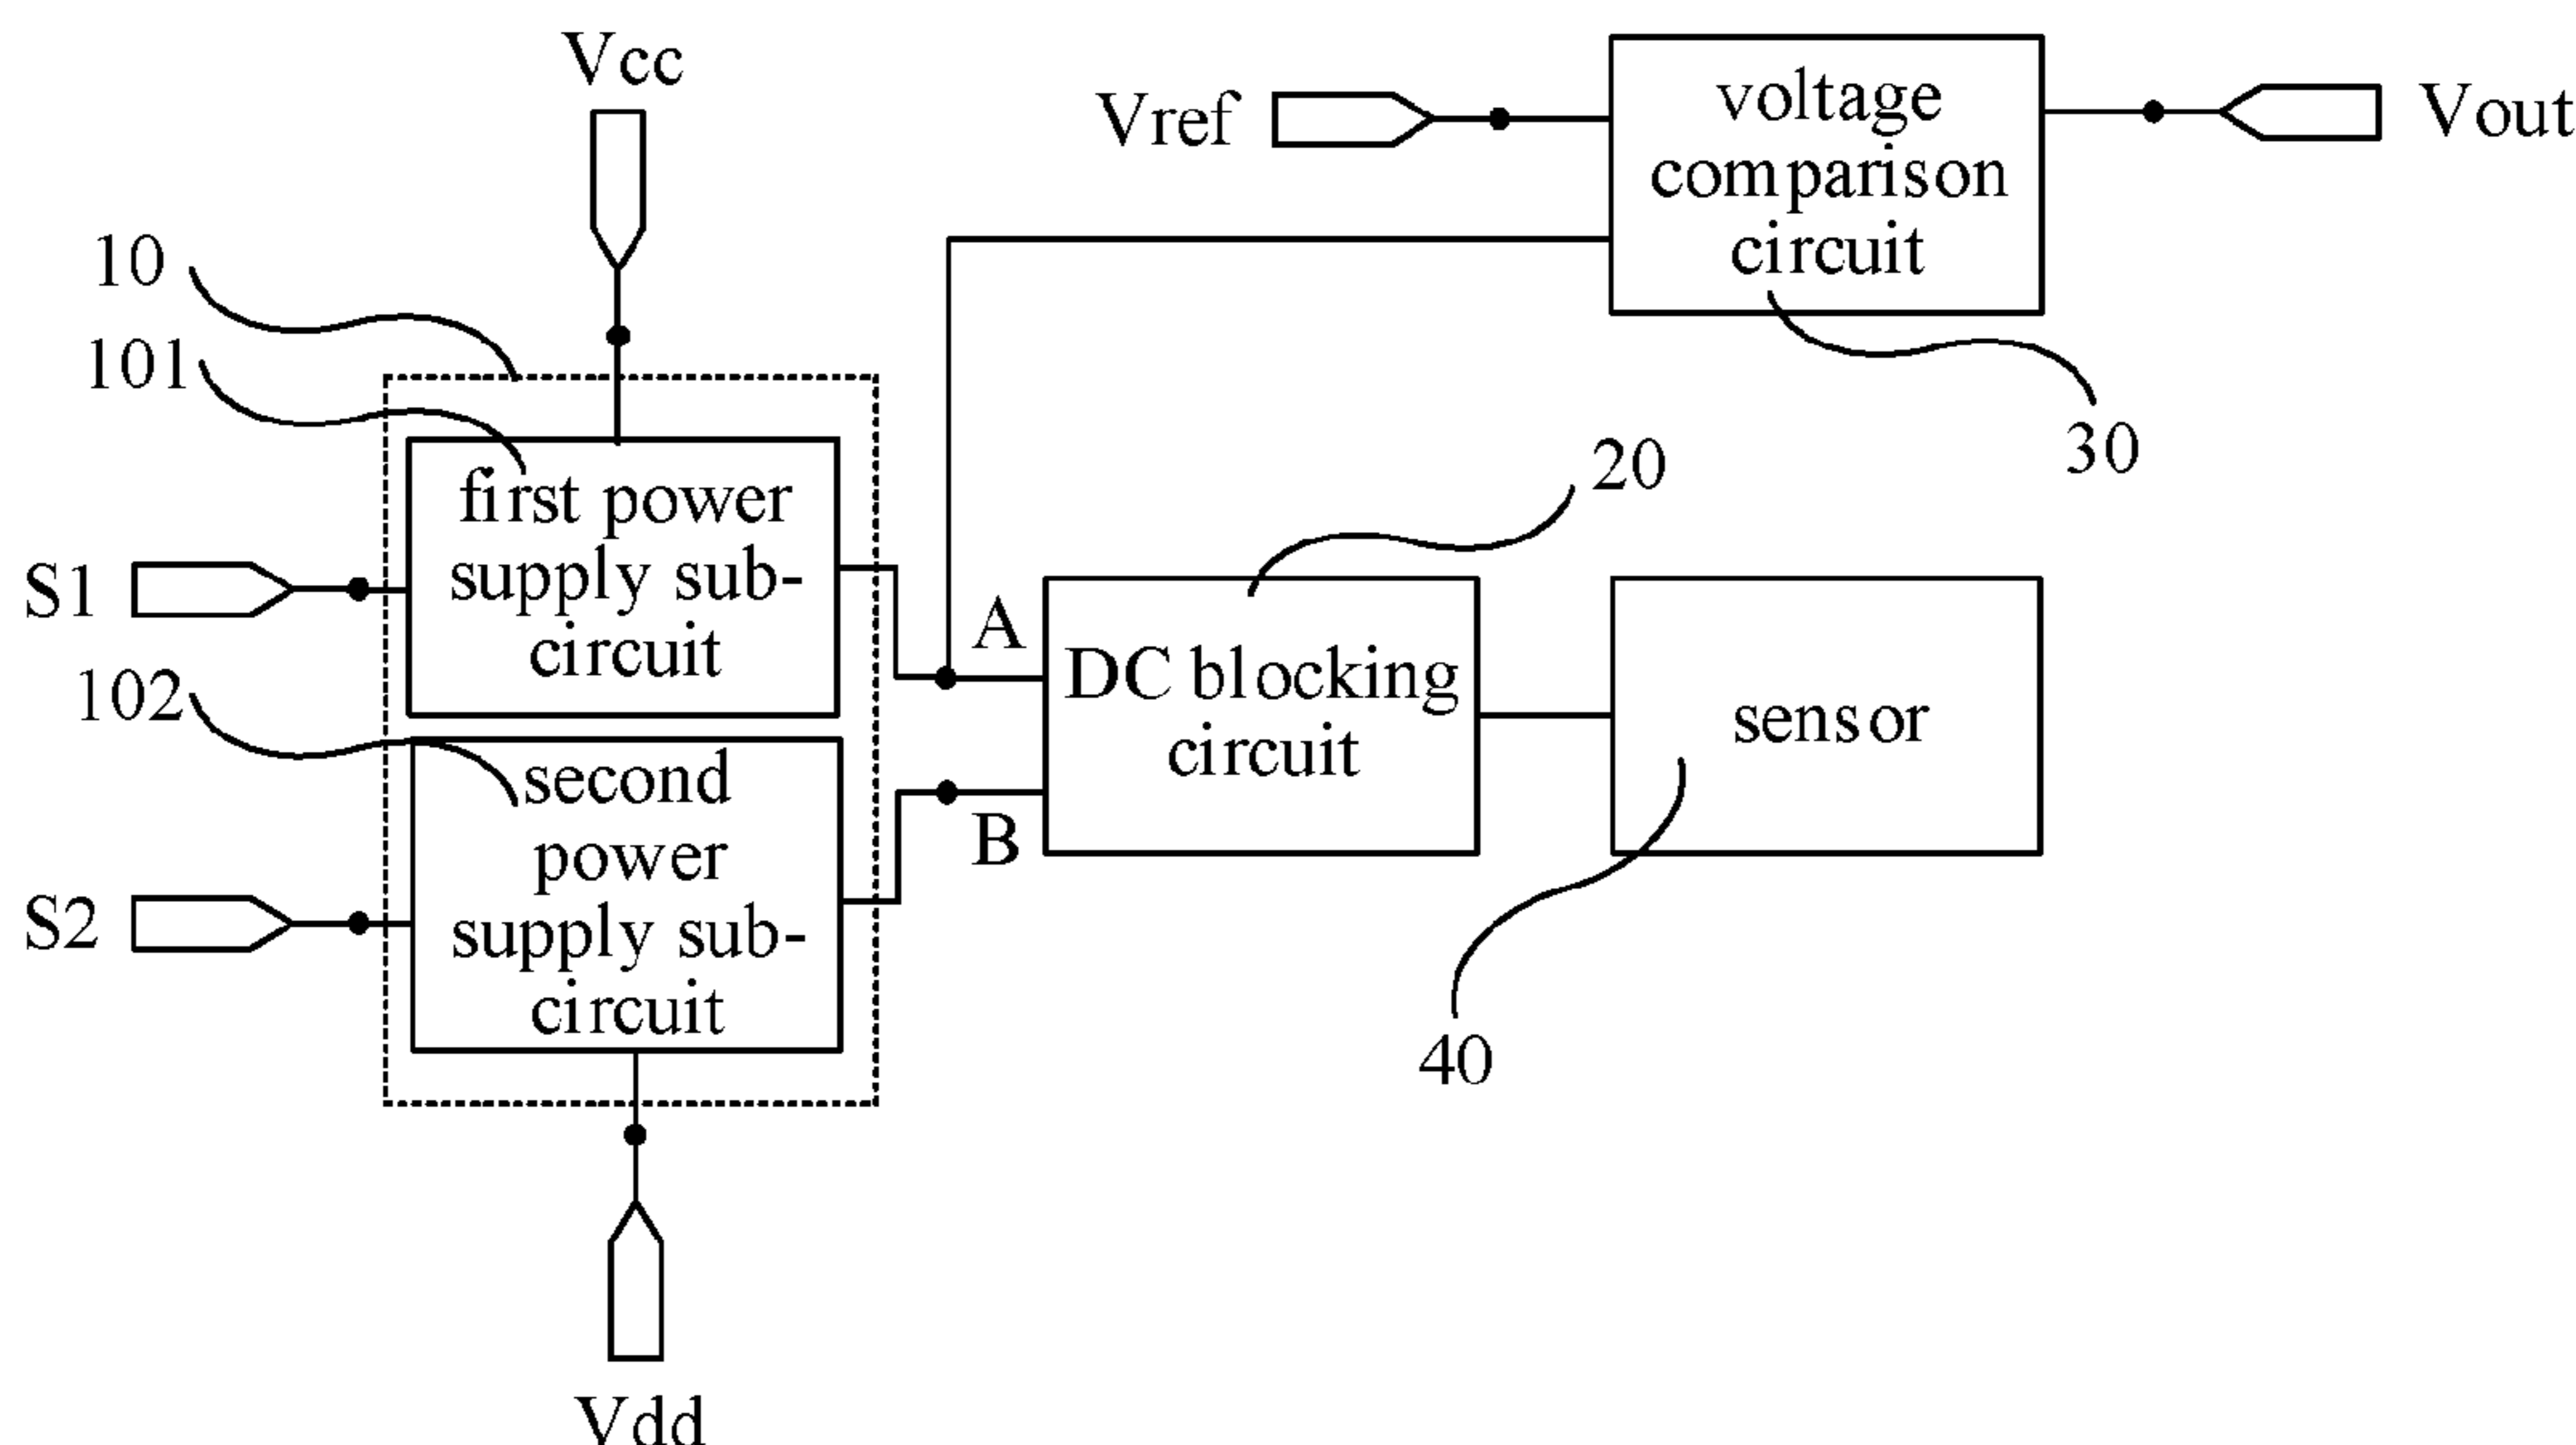 Vcc
Vref
voltage
comparison
circuit
Vout
10
101
30
20
first power
supply sub-
circuit
S1
A
DC blocking
circuit
sensor
102
second
power
supply sub-
circuit
B
S2
40
Vdd